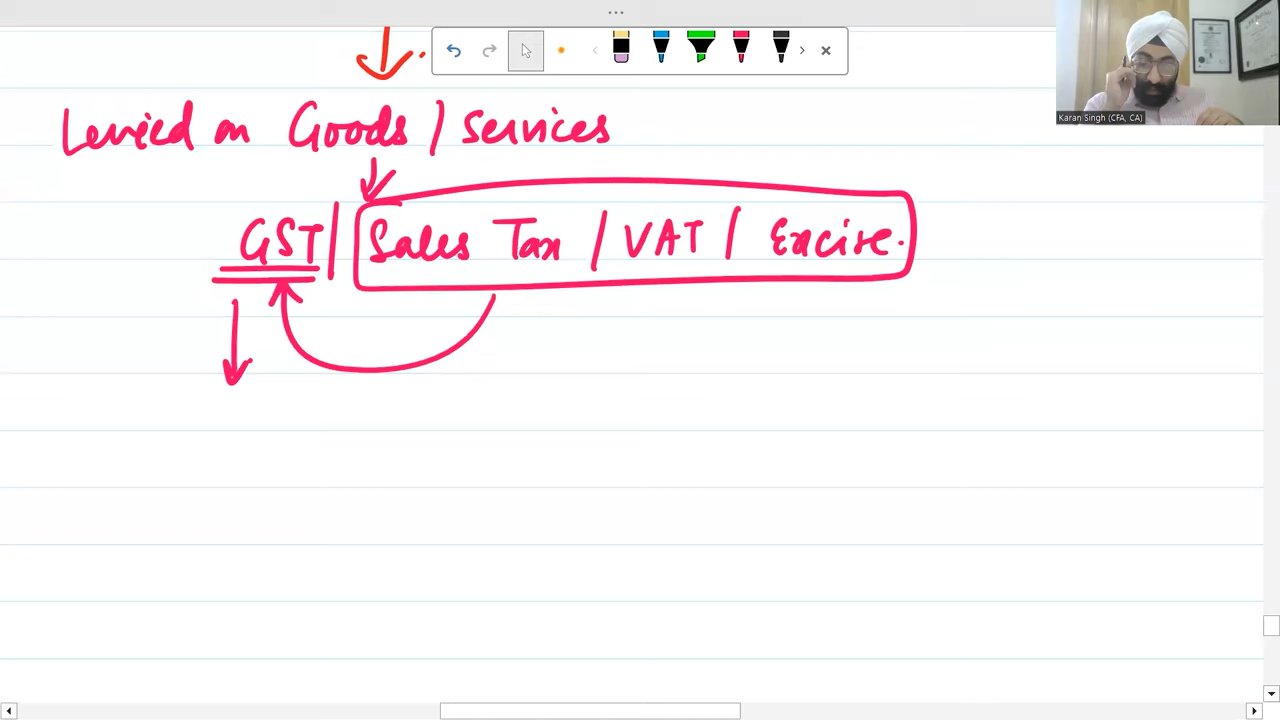 Karan Singh (CFA, CA)
Levied on Goods / Services
GST / Sales Tax / VAT / Excise.